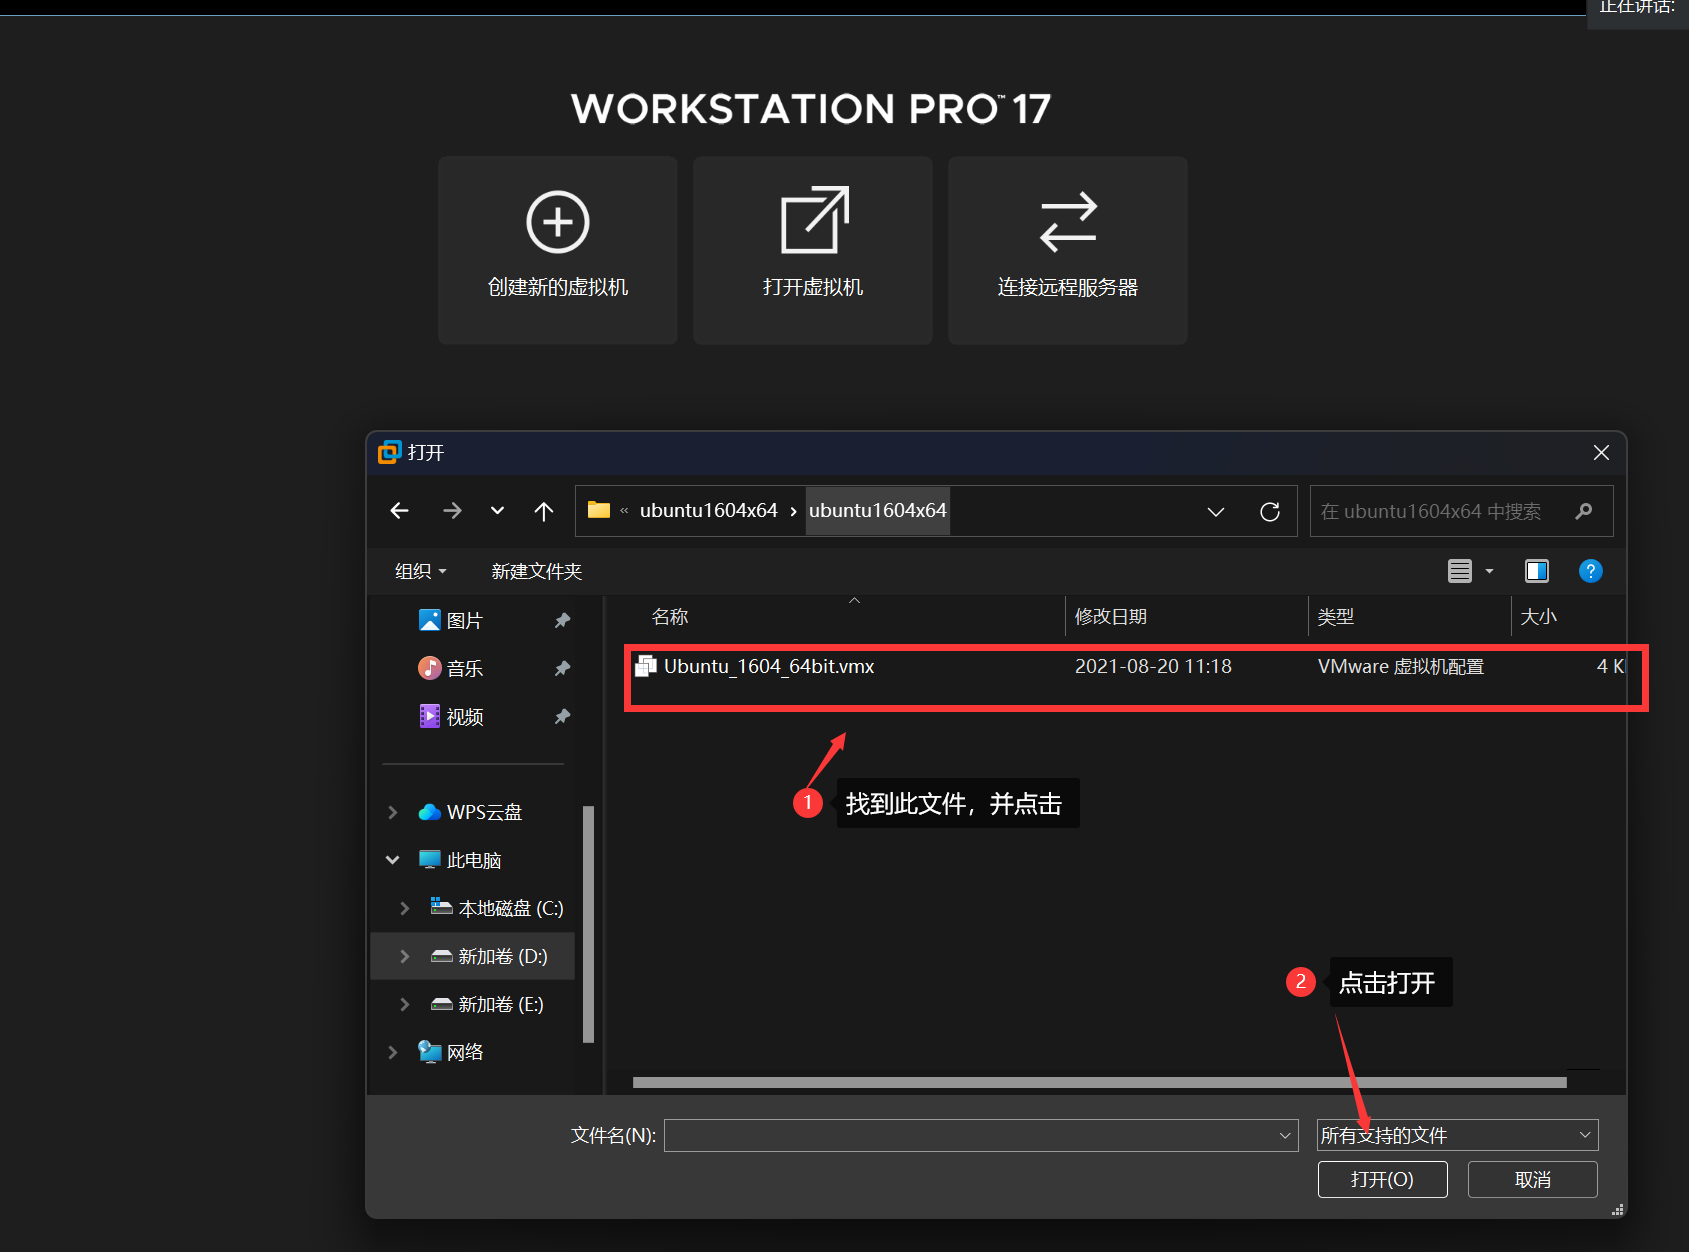 正在讲话:
WORKSTATION PRO™ 17
创建新的虚拟机
打开虚拟机
连接远程服务器
打开
« ubuntu1604x64 › ubuntu1604x64
在 ubuntu1604x64 中搜索
组织
新建文件夹
名称
修改日期
类型
大小
图片
音乐
视频
WPS云盘
此电脑
本地磁盘 (C:)
新加卷 (D:)
新加卷 (E:)
网络
Ubuntu_1604_64bit.vmx
2021-08-20 11:18
VMware 虚拟机配置
4 K
1 找到此文件，并点击
2 点击打开
文件名(N):
所有支持的文件
打开(O)
取消